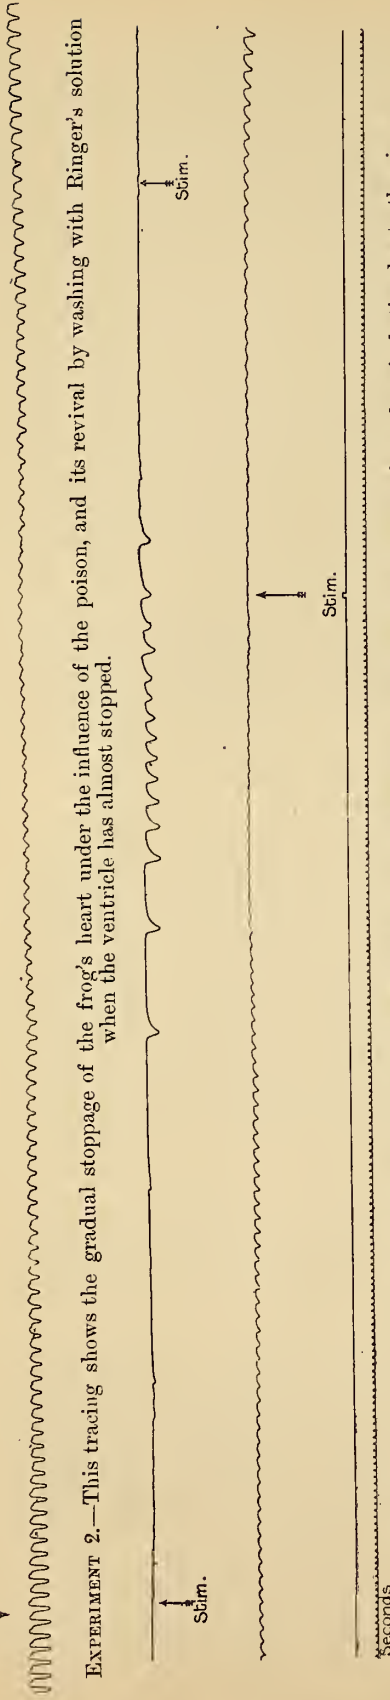 EXPERIMENT 2.—This tracing shows the gradual stoppage of the frog's heart under the influence of the poison, and its revival by washing with Ringer's solution
when the ventricle has almost stopped.
Stim.
Stim.
Stim.
Seconds